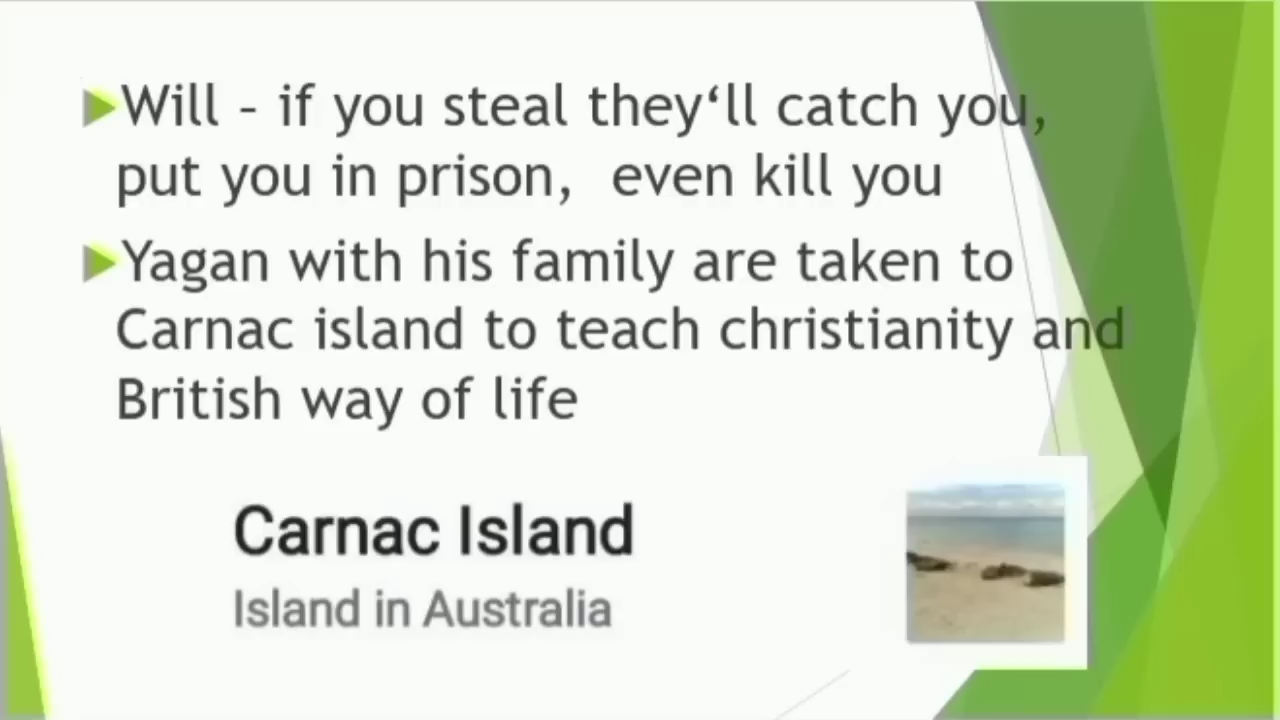 Will – if you steal they‘ll catch you,
put you in prison,  even kill you
Yagan with his family are taken to
Carnac island to teach christianity and
British way of life
Carnac Island
Island in Australia